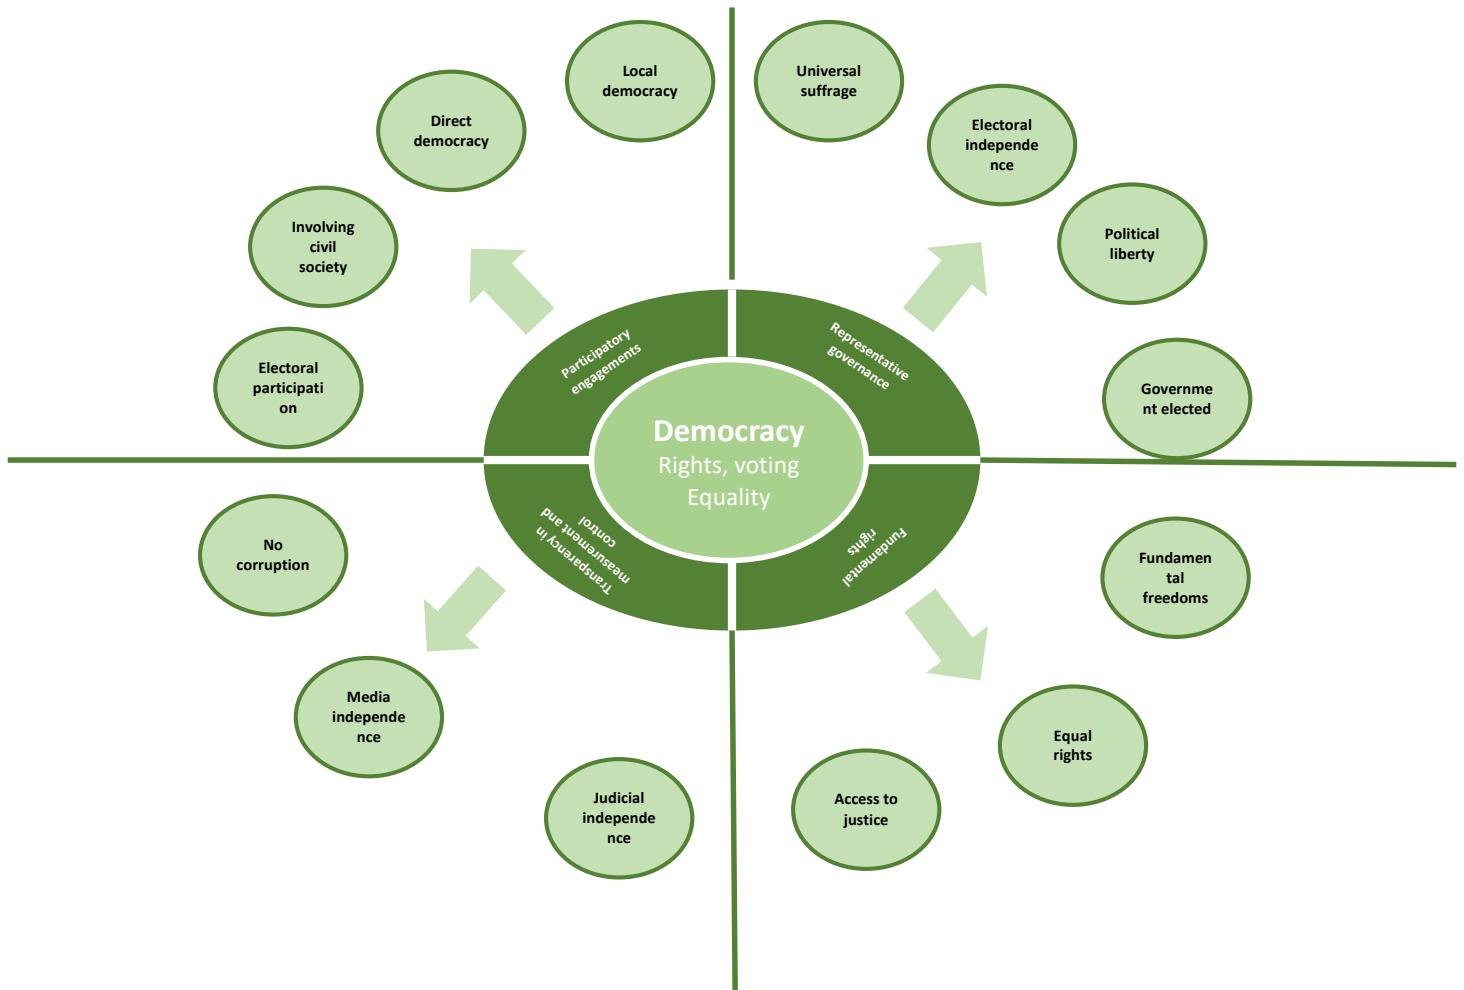 Local
democracy
Universal
suffrage
Direct
democracy
Electoral
independe
nce
Involving
civil
society
Political
liberty
Participatory
engagements
Representative
governance
Electoral
participati
on
Governme
nt elected
Democracy
Rights, voting
Equality
Transparency in
measurement and
control
Fundamental
rights
No
corruption
Fundamen
tal
freedoms
Media
independe
nce
Equal
rights
Judicial
independe
nce
Access to
justice